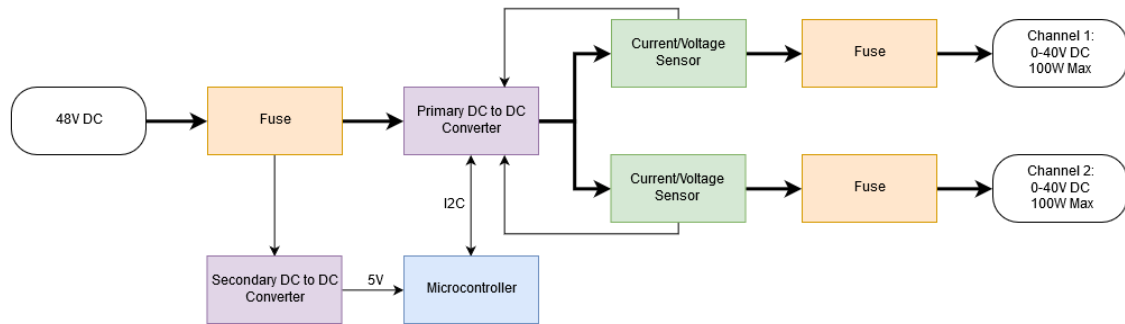 48V DC
Fuse
Primary DC to DC
Converter
Current/Voltage
Sensor
Fuse
Channel 1:
0-40V DC
100W Max
Current/Voltage
Sensor
Fuse
Channel 2:
0-40V DC
100W Max
I2C
Secondary DC to DC
Converter
5V
Microcontroller